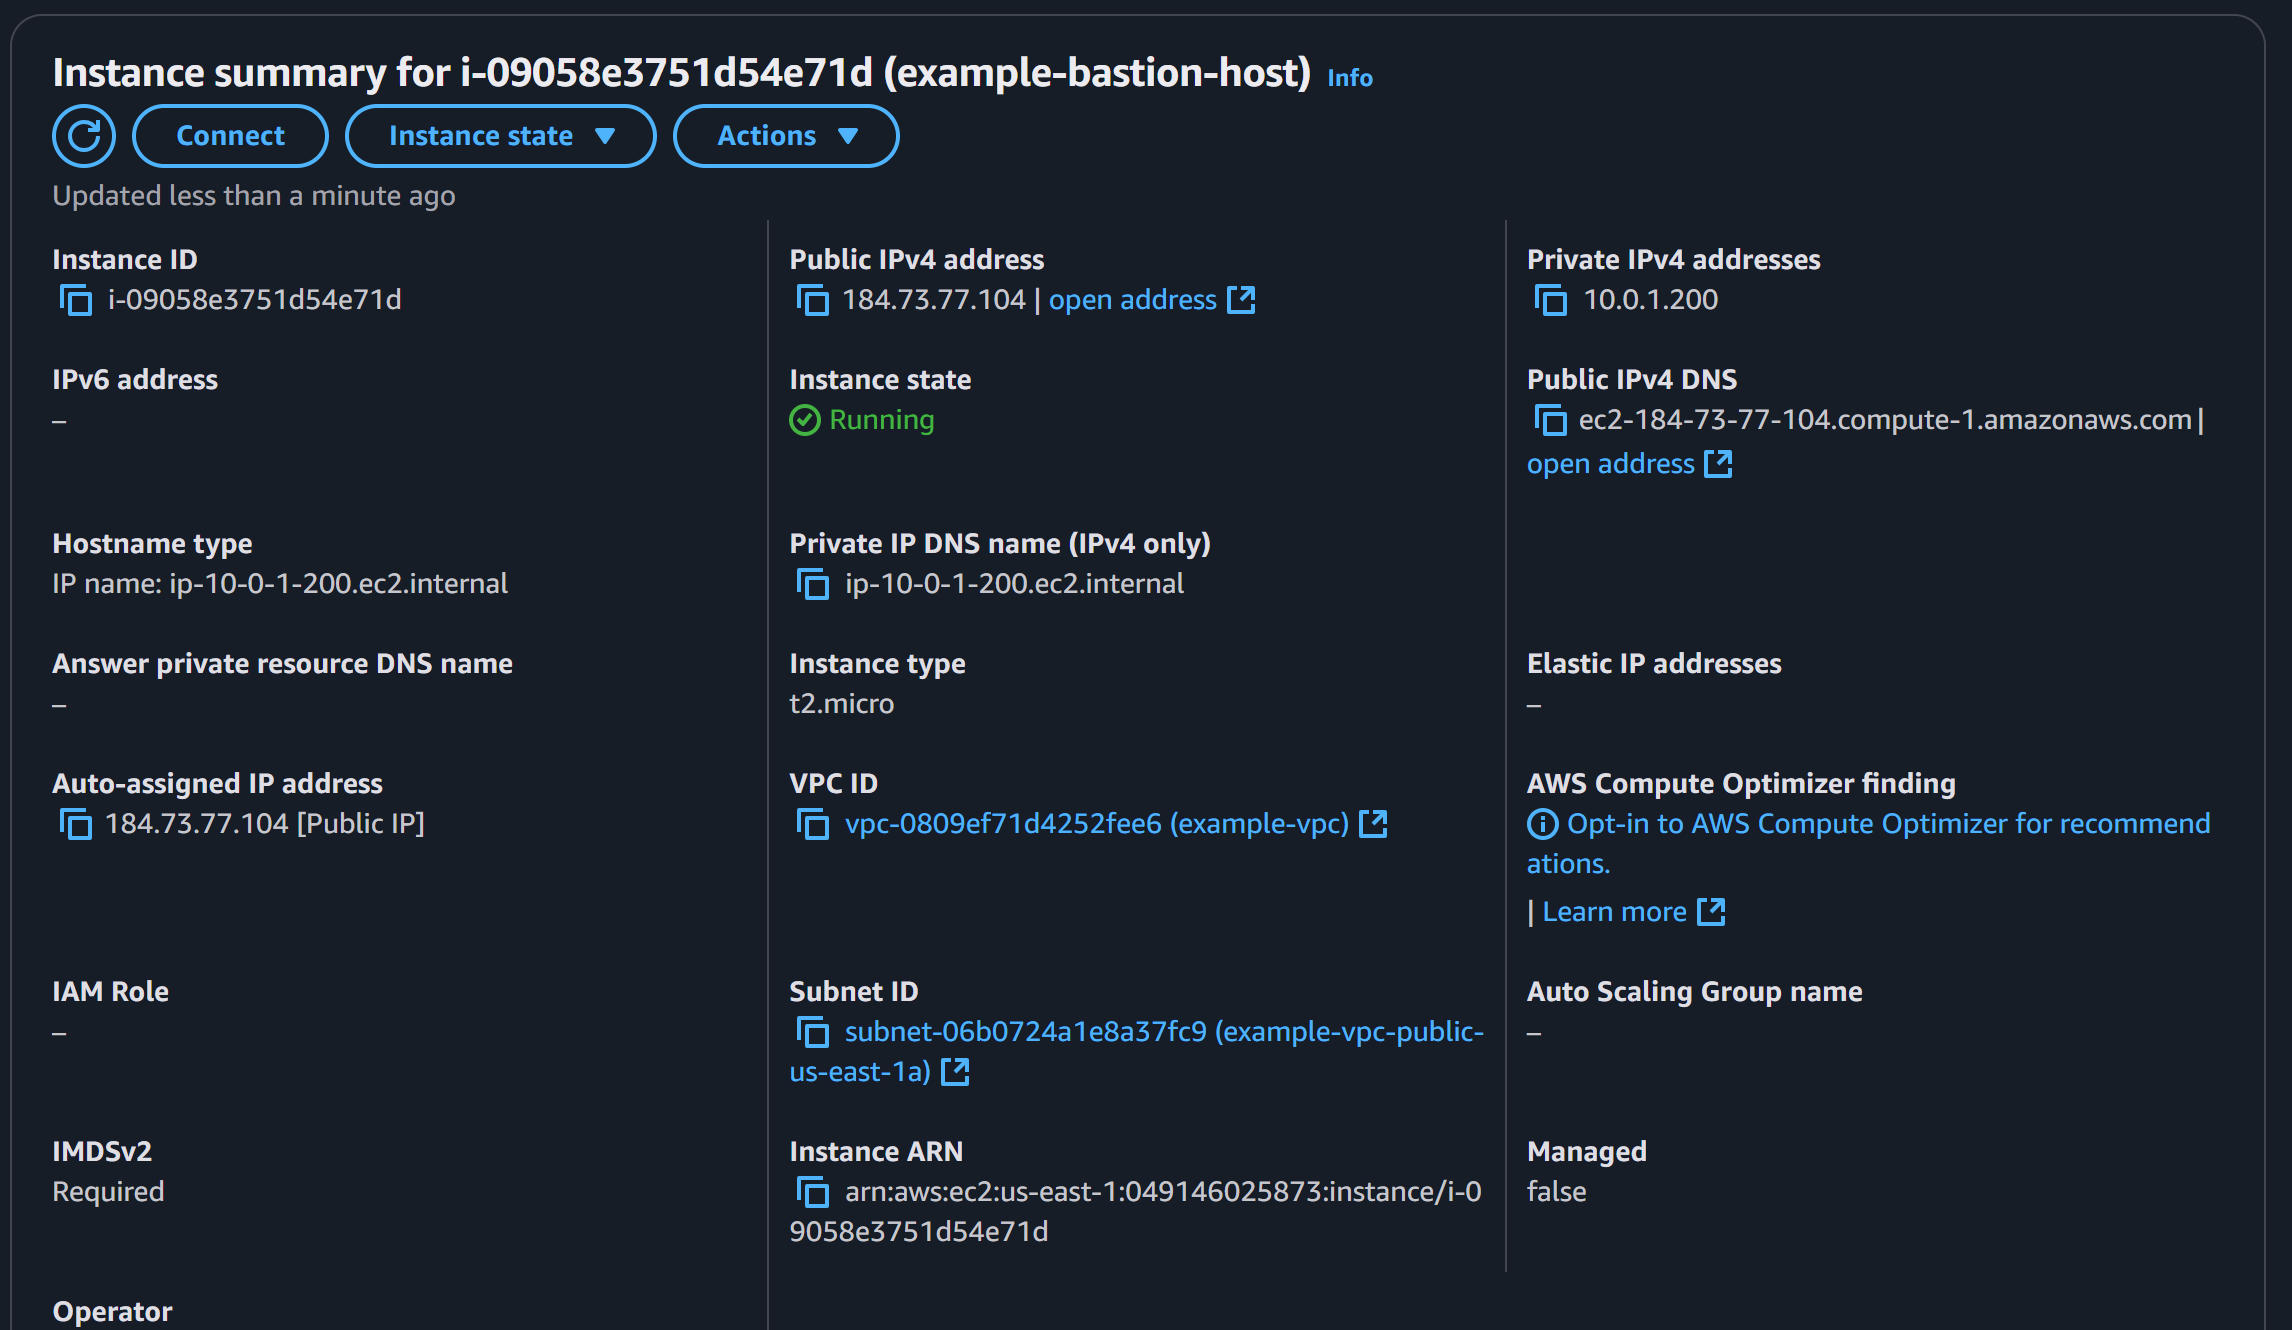 Instance summary for i-09058e3751d54e71d (example-bastion-host) Info
Connect
Instance state
Actions
Updated less than a minute ago
Instance ID
i-09058e3751d54e71d
Public IPv4 address
184.73.77.104 | open address
Private IPv4 addresses
10.0.1.200
IPv6 address
–
Instance state
Running
Public IPv4 DNS
ec2-184-73-77-104.compute-1.amazonaws.com |
open address
Hostname type
IP name: ip-10-0-1-200.ec2.internal
Private IP DNS name (IPv4 only)
ip-10-0-1-200.ec2.internal
Answer private resource DNS name
–
Instance type
t2.micro
Elastic IP addresses
–
Auto-assigned IP address
184.73.77.104 [Public IP]
VPC ID
vpc-0809ef71d4252fee6 (example-vpc)
AWS Compute Optimizer finding
Opt-in to AWS Compute Optimizer for recommend
ations.
| Learn more
IAM Role
–
Subnet ID
subnet-06b0724a1e8a37fc9 (example-vpc-public-
us-east-1a)
Auto Scaling Group name
–
IMDSv2
Required
Instance ARN
arn:aws:ec2:us-east-1:049146025873:instance/i-0
9058e3751d54e71d
Managed
false
Operator